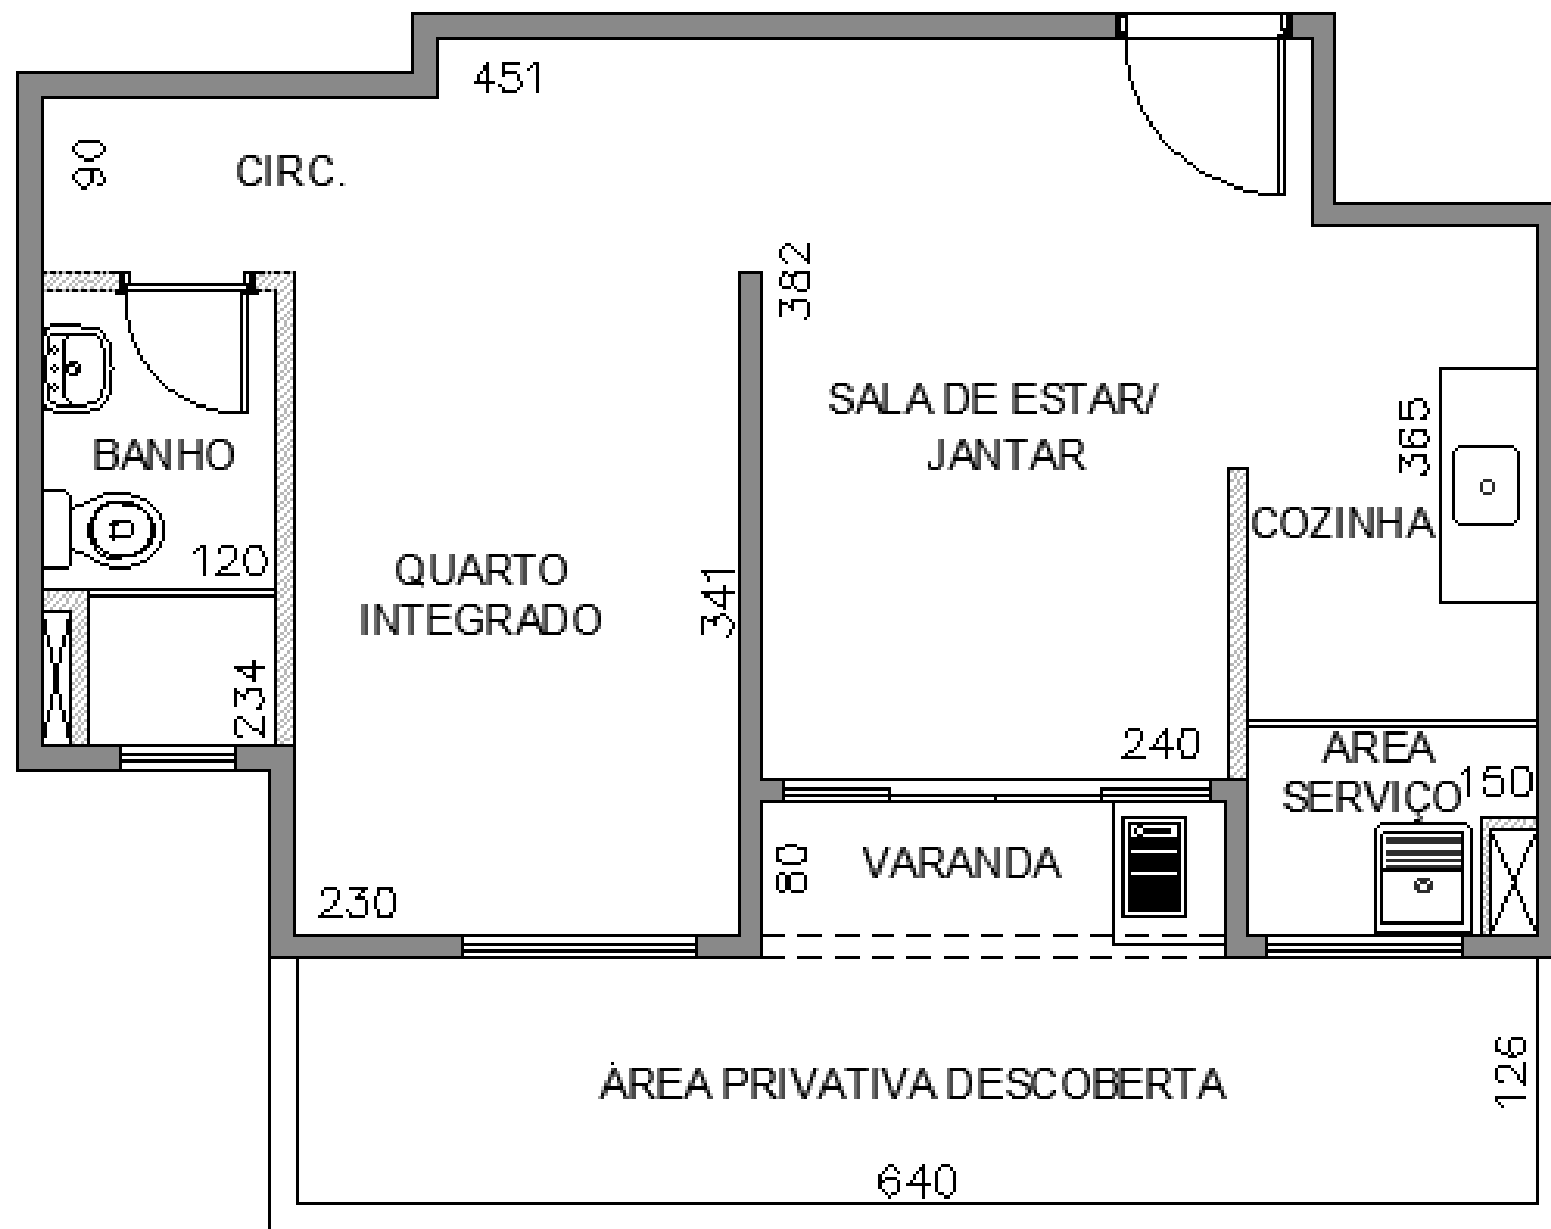 451
90
CIRC.
382
SALA DE ESTAR/
JANTAR
365
BANHO
COZINHA
120
QUARTO
INTEGRADO
341
234
240
AREA
SERVIÇO
150
80
VARANDA
230
ÁREA PRIVATIVA DESCOBERTA
126
640